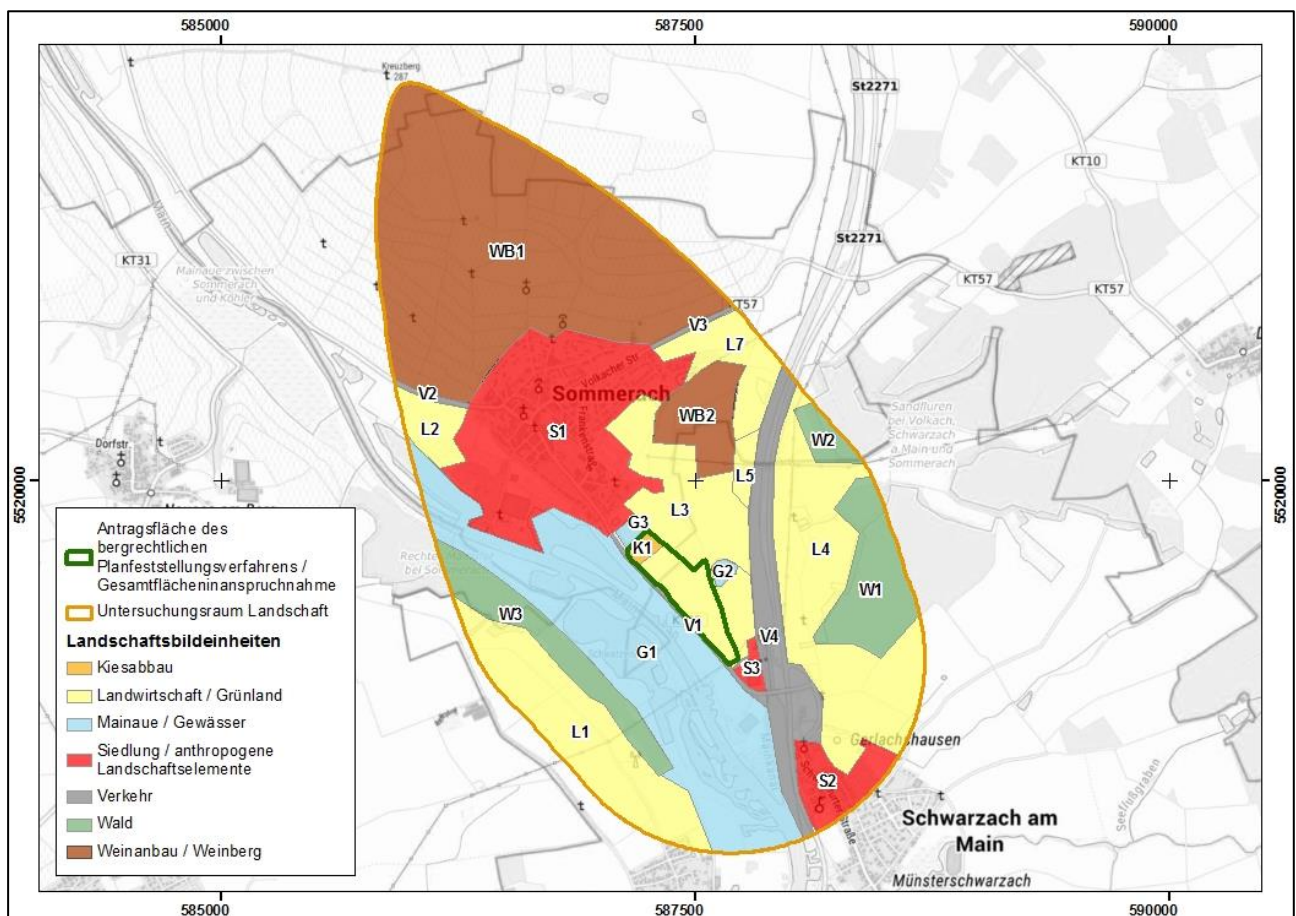 585000
587500
590000
Kreuzberg
287
St2271
KT10
St2271
KT31
KT57
KT57
Mainaue zwischen
Sommerach
und Köhler
WB1
KT57
V3
L7
Volkacher Str
Sommerach
V2
WB2
L2
S1
Frankenstraße
W2
Sandfluren
bei Volkach,
Schwarzach
a.Main und
Sommerach
Dorfstr.
L5
5520000
5520000
L3
G3
K1
L4
G2
W1
W3
V1
V4
G1
S3
L1
Gerlachshausen
S2
Schwarzach am
Main
Münsterschwarzach
Seeflußgraben
Antragsfläche des
bergrechtlichen
Planfeststellungsverfahrens /
Gesamtflächeninanspruchnahme
Untersuchungsraum Landschaft
Landschaftsbildeinheiten
Kiesabbau
Landwirtschaft / Grünland
Mainaue / Gewässer
Siedlung / anthropogene
Landschaftselemente
Verkehr
Wald
Weinanbau / Weinberg
585000
587500
590000